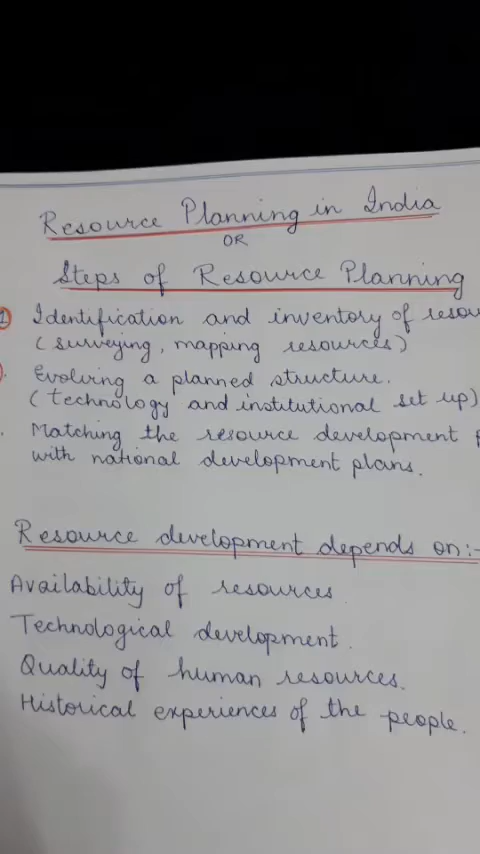 Resource Planning in India
OR
Steps of Resource Planning
1 Identification and inventory of resou
(surveying, mapping resources)
Evolving a planned structure.
(technology and institutional set up)
Matching the resource development p
with national development plans.
Resource development depends on:-
Availability of resources
Technological development.
Quality of human resources.
Historical experiences of the people.